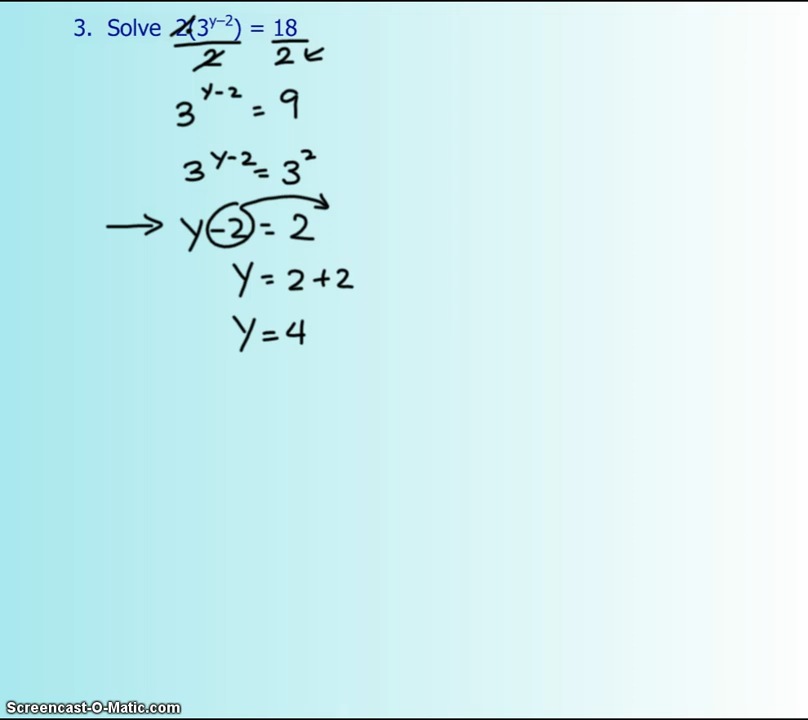 3. Solve 2(3^{y–2}) = 18
2 2
3^{y-2} = 9
3^{y-2} = 3^2
→ y-2 = 2
y = 2+2
y = 4
Screencast-O-Matic.com